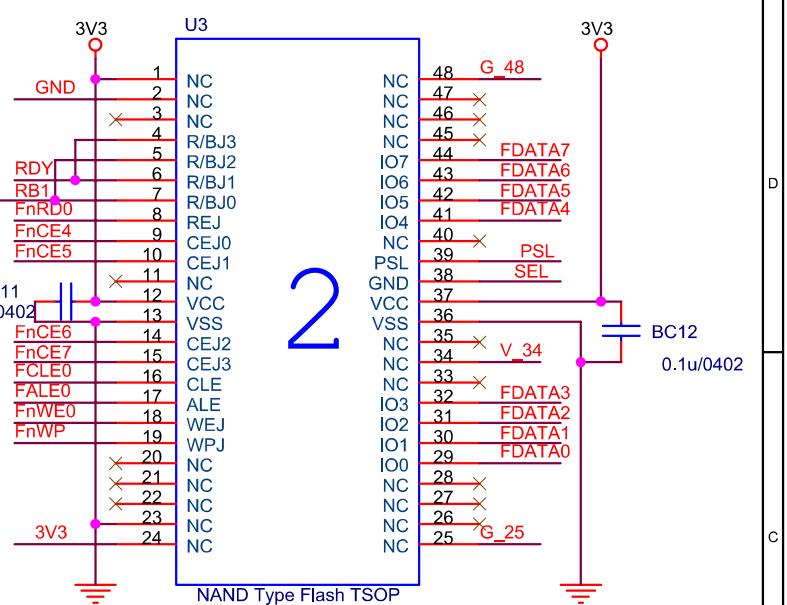 3V3
U3
3V3
1 NC NC 48 G_48
GND 2 NC NC 47
3 NC NC 46
4 R/BJ3 NC 45
5 R/BJ2 IO7 44 FDATA7
RDY 6 R/BJ1 IO6 43 FDATA6
RB1 7 R/BJ0 IO5 42 FDATA5
FnRD0 8 REJ IO4 41 FDATA4
FnCE4 9 CEJ0 NC 40
FnCE5 10 CEJ1 PSL 39 PSL
11 NC GND 38 SEL
11 12 VCC VCC 37
0402 13 VSS VSS 36
FnCE6 14 CEJ2 NC 35
FnCE7 15 CEJ3 NC 34 V_34
FCLE0 16 CLE NC 33
FALE0 17 ALE IO3 32 FDATA3
FnWE0 18 WEJ IO2 31 FDATA2
FnWP 19 WPJ IO1 30 FDATA1
20 NC IO0 29 FDATA0
21 NC NC 28
22 NC NC 27
23 NC NC 26
3V3 24 NC NC 25 G_25
2
BC12
0.1u/0402
NAND Type Flash TSOP
D
C